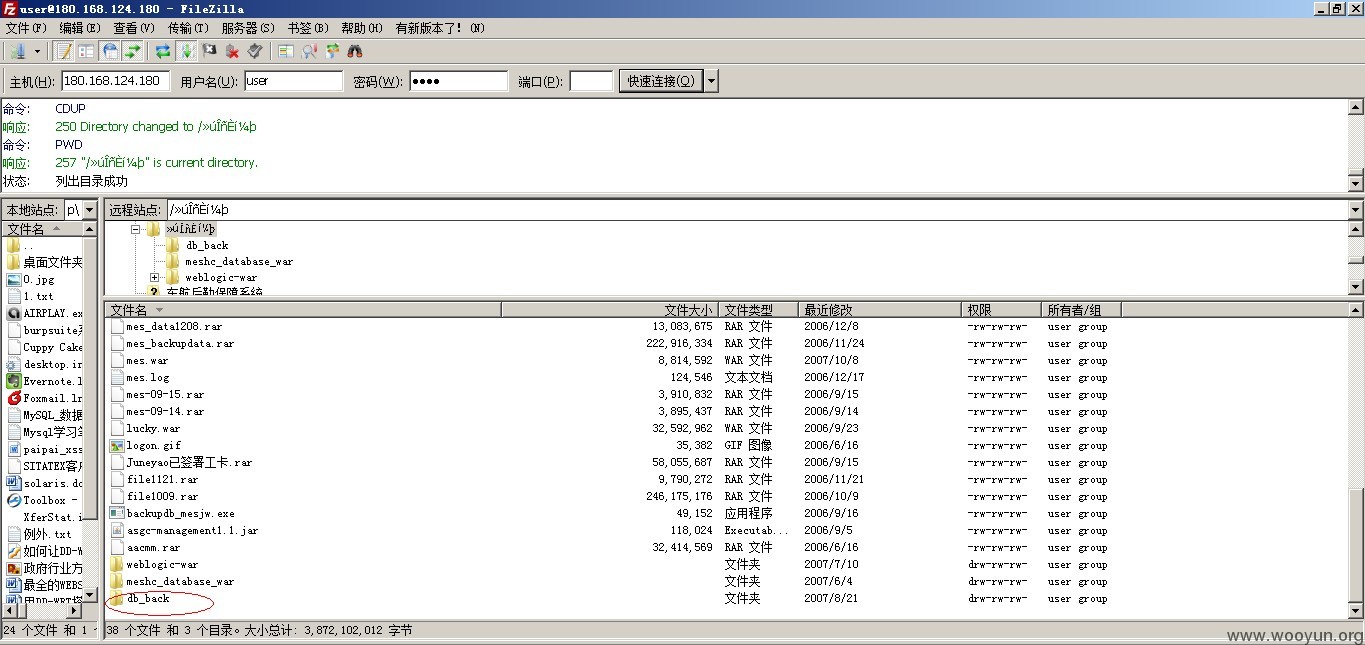 user@180.168.124.180 - FileZilla
文件(F) 编辑(E) 查看(V) 传输(T) 服务器(S) 书签(B) 帮助(H) 有新版本了! (N)
主机(H): 180.168.124.180 用户名(U): user 密码(W): ●●●● 端口(P): 快速连接(Q)
命令: CDUP
响应: 250 Directory changed to /»úÎñÈí¼þ
命令: PWD
响应: 257 "/»úÎñÈí¼þ" is current directory.
状态: 列出目录成功
本地站点: p\
文件名
..
桌面文件夹
0.jpg
1.txt
AIRPLAY.ex
burpsuite
Cuppy Cake
desktop.in
Evernote.l
Foxmail.ln
MySQL_数据
Mysql学习
paipai_xss
SITATEX客户
solaris.do
Toolbox -
XferStat.i
例外.txt
如何让DD-W
政府行业方
最全的WEBS
用DD-WRT搭
24 个文件 和 1
远程站点: /»úÎñÈí¼þ
»úÎñÈí¼þ
db_back
meshc_database_war
weblogic-war
东航后勤保障系统
文件名 文件大小 文件类型 最近修改 权限 所有者/组
mes_data1208.rar 13,083,675 RAR 文件 2006/12/8 -rw-rw-rw- user group
mes_backupdata.rar 222,916,334 RAR 文件 2006/11/24 -rw-rw-rw- user group
mes.war 8,814,592 WAR 文件 2007/10/8 -rw-rw-rw- user group
mes.log 124,546 文本文档 2006/12/17 -rw-rw-rw- user group
mes-09-15.rar 3,910,832 RAR 文件 2006/9/15 -rw-rw-rw- user group
mes-09-14.rar 3,895,437 RAR 文件 2006/9/14 -rw-rw-rw- user group
lucky.war 32,592,962 WAR 文件 2006/9/23 -rw-rw-rw- user group
logon.gif 35,382 GIF 图像 2006/6/16 -rw-rw-rw- user group
Juneyao已签署工卡.rar 58,055,687 RAR 文件 2006/9/15 -rw-rw-rw- user group
file1121.rar 9,790,272 RAR 文件 2006/11/21 -rw-rw-rw- user group
file1009.rar 246,175,176 RAR 文件 2006/10/9 -rw-rw-rw- user group
backupdb_mesjw.exe 49,152 应用程序 2006/9/16 -rw-rw-rw- user group
asgc-management1.1.jar 118,024 Executab... 2006/9/5 -rw-rw-rw- user group
aacmm.rar 32,414,569 RAR 文件 2006/6/16 -rw-rw-rw- user group
weblogic-war 文件夹 2007/7/10 drw-rw-rw- user group
meshc_database_war 文件夹 2007/6/4 drw-rw-rw- user group
db_back 文件夹 2007/8/21 drw-rw-rw- user group
38 个文件 和 3 个目录。大小总计: 3,872,102,012 字节
www.wooyun.org